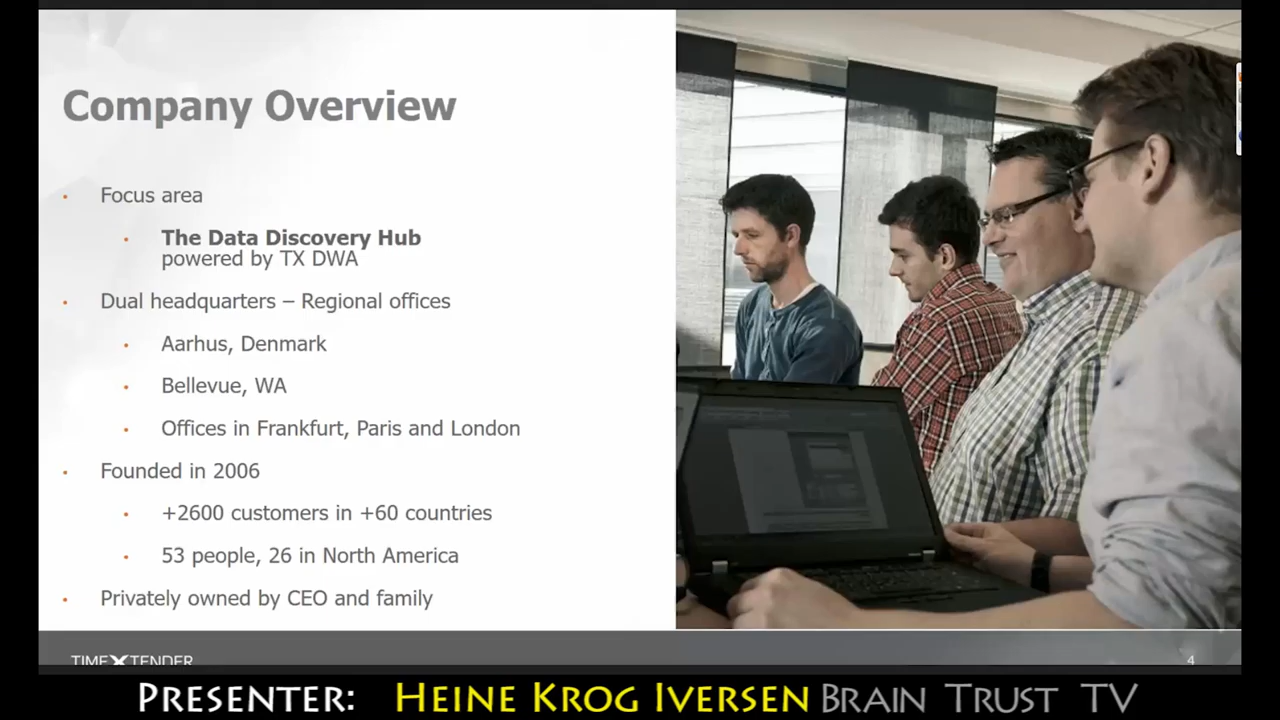 Company Overview
· Focus area
· The Data Discovery Hub
powered by TX DWA
· Dual headquarters – Regional offices
· Aarhus, Denmark
· Bellevue, WA
· Offices in Frankfurt, Paris and London
· Founded in 2006
· +2600 customers in +60 countries
· 53 people, 26 in North America
· Privately owned by CEO and family
TIMEXTENDER
4
PRESENTER: HEINE KROG IVERSEN BRAIN TRUST TV